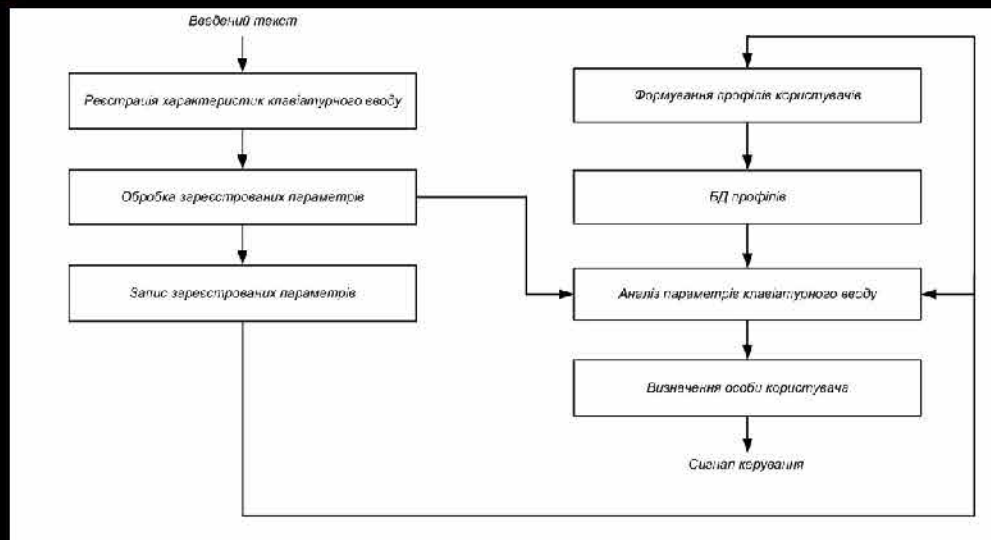 Введений текст
Реєстрація характеристик клавіатурного вводу
Обробка зареєстрованих параметрів
Запис зареєстрованих параметрів
Формування профілів користувачів
БД профілів
Аналіз параметрів клавіатурного вводу
Визначення особи користувача
Сигнал керування